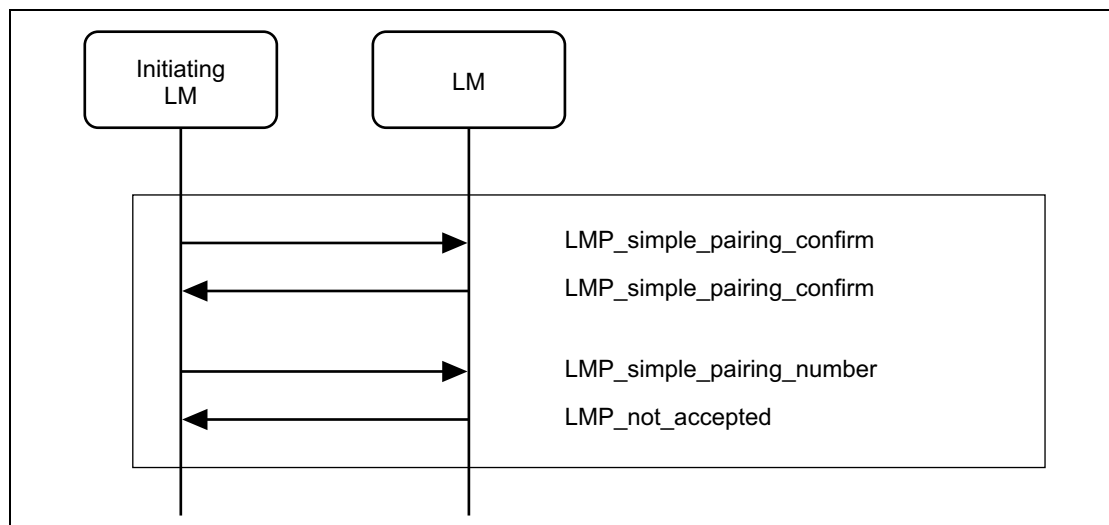 Initiating
LM
LM
LMP_simple_pairing_confirm
LMP_simple_pairing_confirm
LMP_simple_pairing_number
LMP_not_accepted